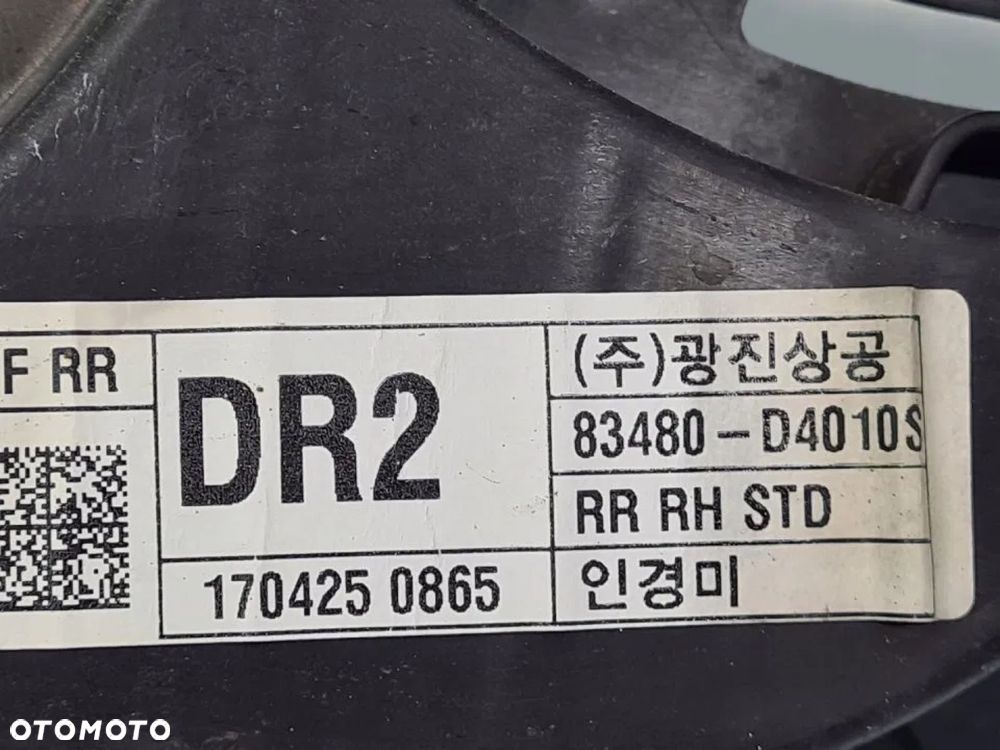 F RR
DR2
170425 0865
(주)광진상공
83480-D4010S
RR RH STD
인경미
OTOMOTO